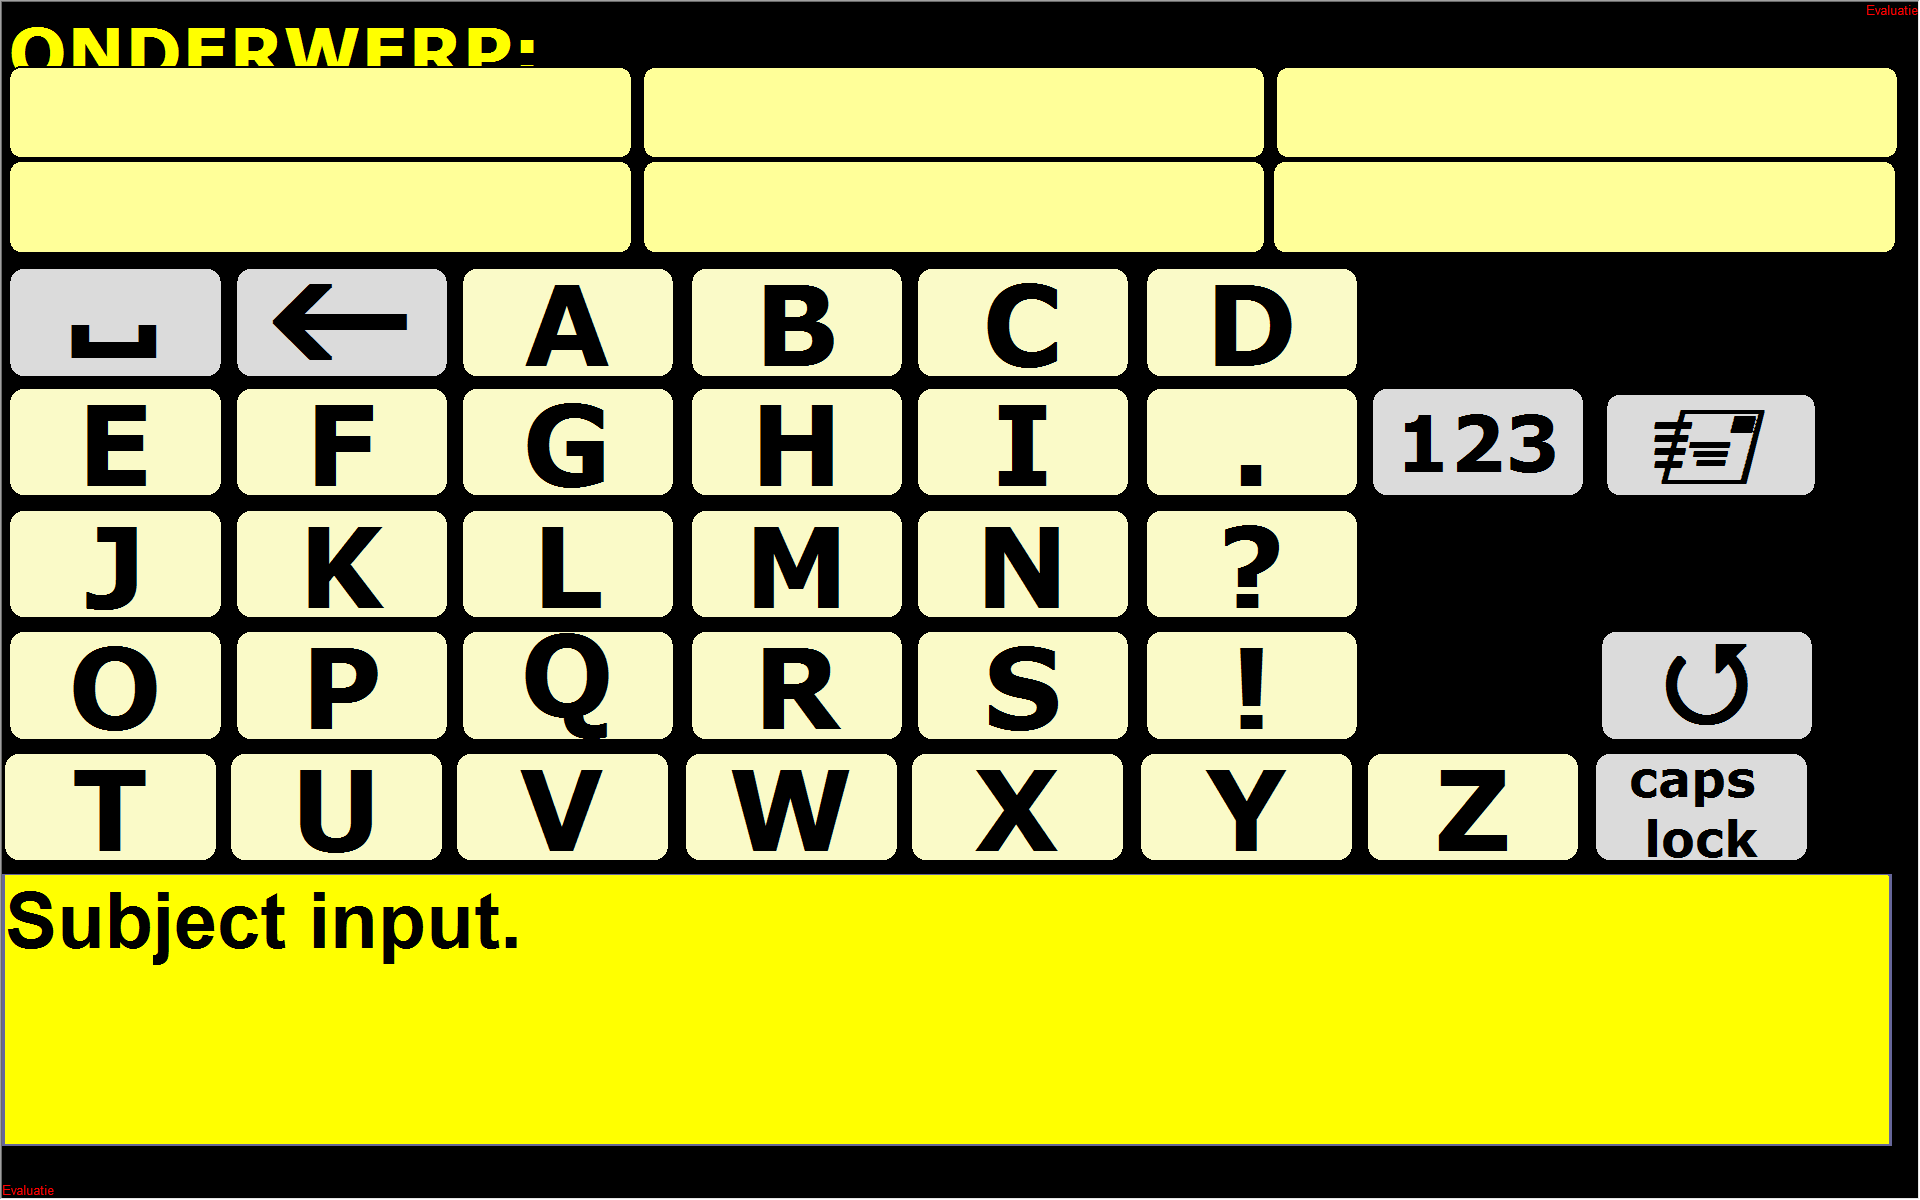 Evaluatie
ONDERWERP:
A B C D
E F G H I . 123
J K L M N ?
O P Q R S !
T U V W X Y Z caps lock
Subject input.
Evaluatie